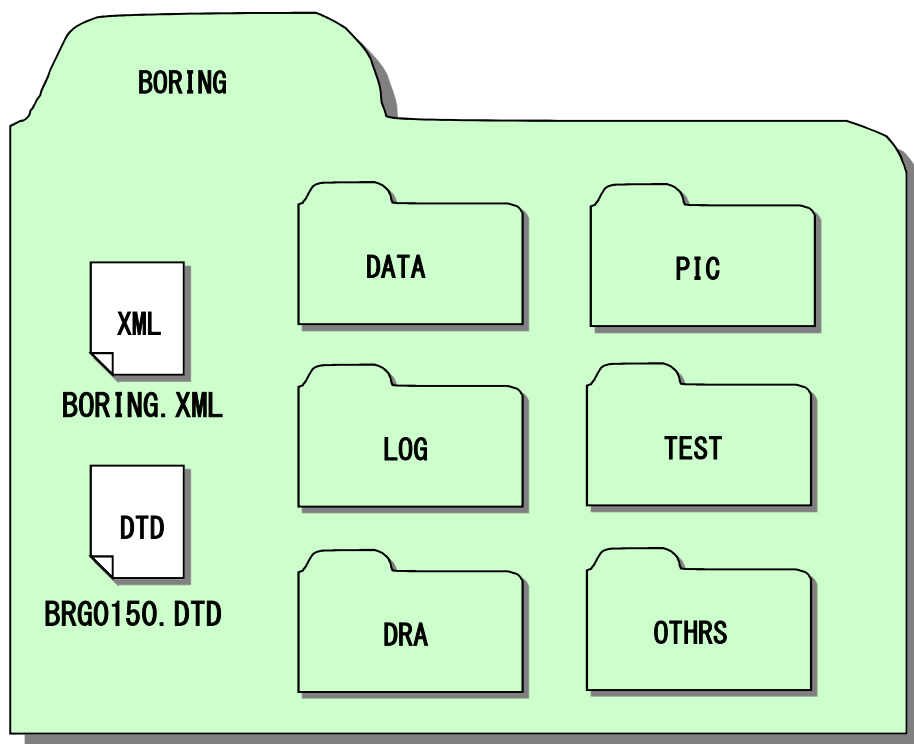 BORING
DATA
PIC
XML
BORING.XML
LOG
TEST
DTD
BRG0150.DTD
DRA
OTHRS